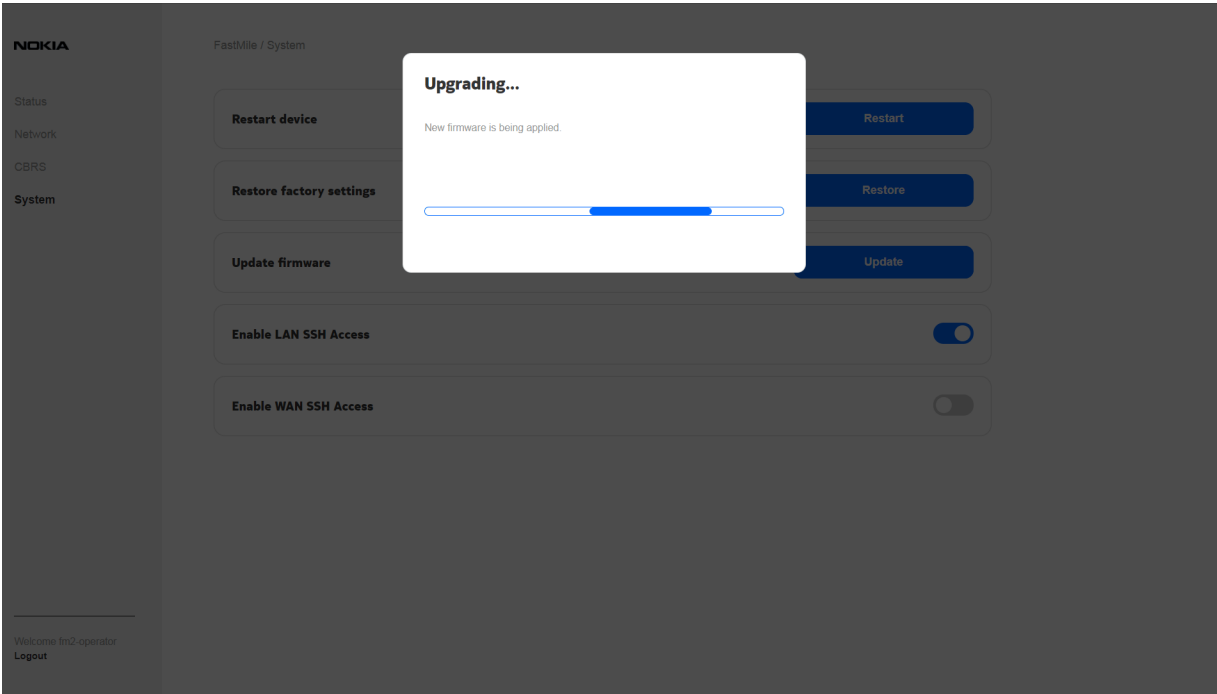 NOKIA
FastMile / System
Upgrading...
New firmware is being applied.
Status
Network
CBRS
System
Restart device
Restart
Restore factory settings
Restore
Update firmware
Update
Enable LAN SSH Access
Enable WAN SSH Access
Welcome fm2-operator
Logout